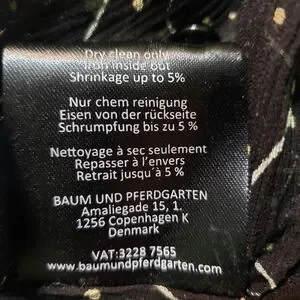 Dry clean only
Iron inside out
Shrinkage up to 5%
Nur chem reinigung
Eisen von der rückseite
Schrumpfung bis zu 5 %
Nettoyage à sec seulement
Repasser à l'envers
Retrait jusqu'à 5 %
BAUM UND PFERDGARTEN
Amaliegade 15, 1.
1256 Copenhagen K
Denmark
VAT:3228 7565
www.baumundpferdgarten.com